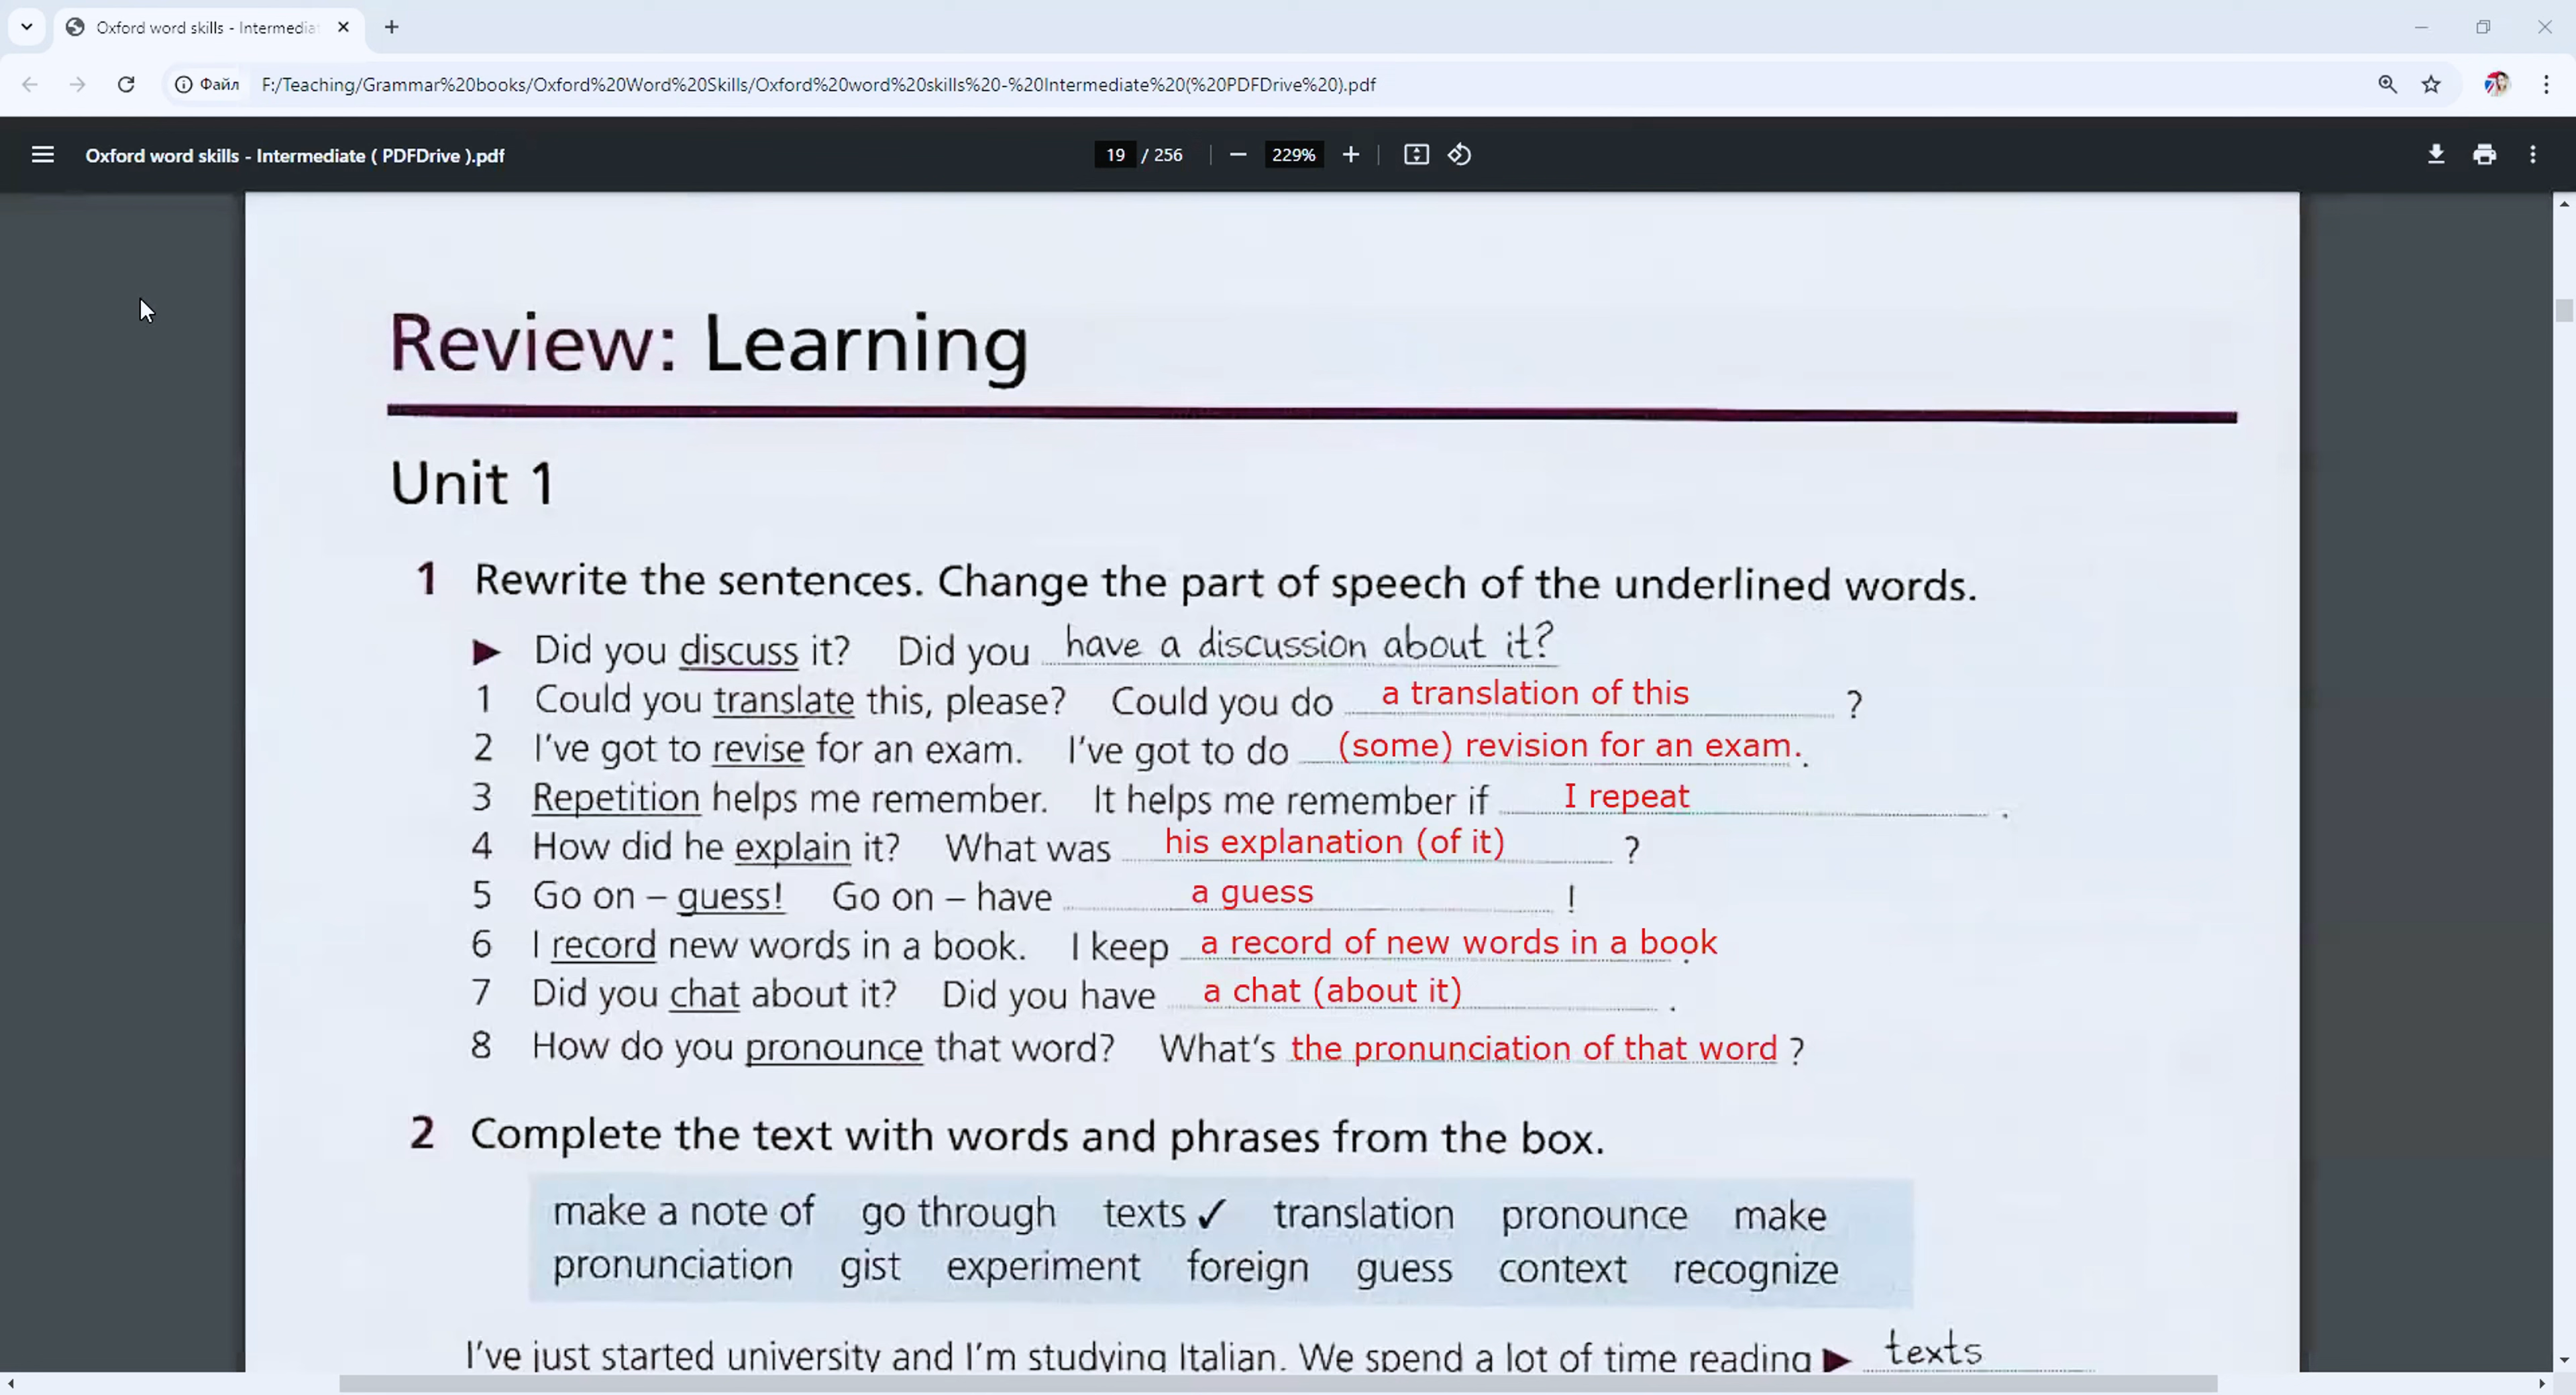 Oxford word skills - Intermediat
Файл F:/Teaching/Grammar%20books/Oxford%20Word%20Skills/Oxford%20word%20skills%20-%20Intermediate%20(%20PDFDrive%20).pdf
Oxford word skills - Intermediate ( PDFDrive ).pdf 19 / 256 229%
Review: Learning
Unit 1
1 Rewrite the sentences. Change the part of speech of the underlined words.
▶ Did you discuss it? Did you have a discussion about it?
1 Could you translate this, please? Could you do a translation of this ?
2 I've got to revise for an exam. I've got to do (some) revision for an exam. .
3 Repetition helps me remember. It helps me remember if I repeat .
4 How did he explain it? What was his explanation (of it) ?
5 Go on – guess! Go on – have a guess !
6 I record new words in a book. I keep a record of new words in a book .
7 Did you chat about it? Did you have a chat (about it) .
8 How do you pronounce that word? What's the pronunciation of that word ?
2 Complete the text with words and phrases from the box.
make a note of go through texts ✓ translation pronounce make
pronunciation gist experiment foreign guess context recognize
I've just started university and I'm studying Italian. We spend a lot of time reading ▶ texts